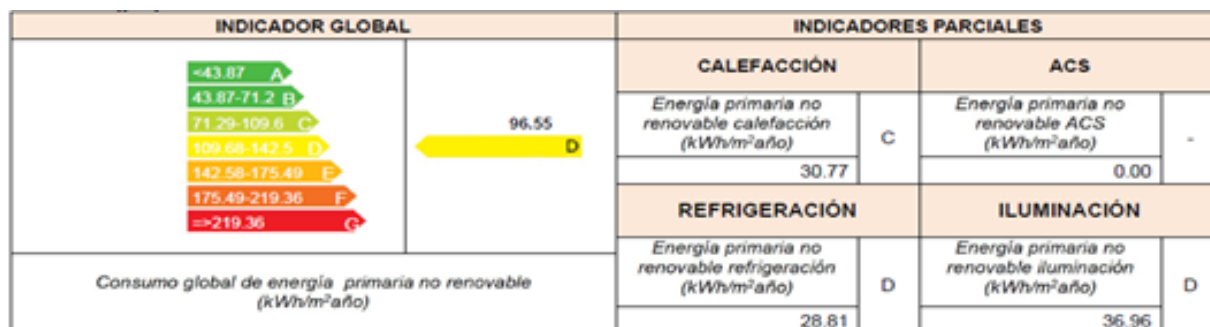 INDICADOR GLOBAL
INDICADORES PARCIALES
<43.87 A
43.87-71.2 B
71.29-109.6 C
109.68-142.5 D
142.58-175.49 E
175.49-219.36 F
=>219.36 G
96.55
D
Consumo global de energía primaria no renovable
(kWh/m²año)
CALEFACCIÓN
ACS
Energía primaria no
renovable calefacción
(kWh/m²año)
C
30.77
Energía primaria no
renovable ACS
(kWh/m²año)
-
0.00
REFRIGERACIÓN
ILUMINACIÓN
Energía primaria no
renovable refrigeración
(kWh/m²año)
D
28.81
Energía primaria no
renovable iluminación
(kWh/m²año)
D
36.96